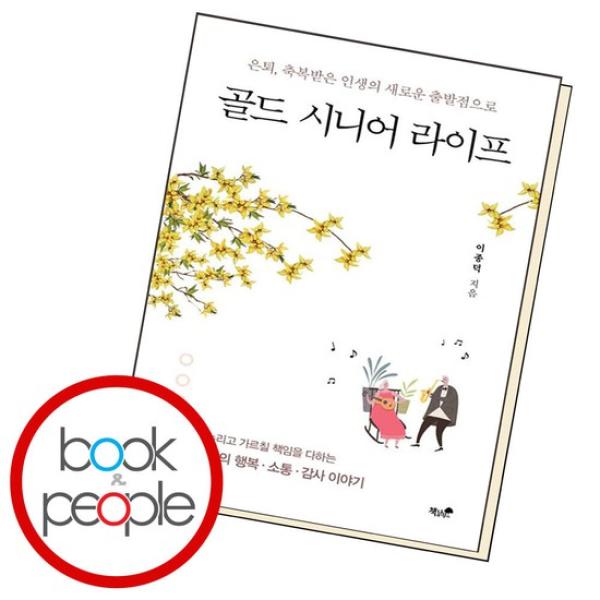 은퇴, 축복받은 인생의 새로운 출발점으로
골드 시니어 라이프
이종덕 지음
누리고 가르칠 책임을 다하는
의 행복·소통·감사 이야기
book
&
people